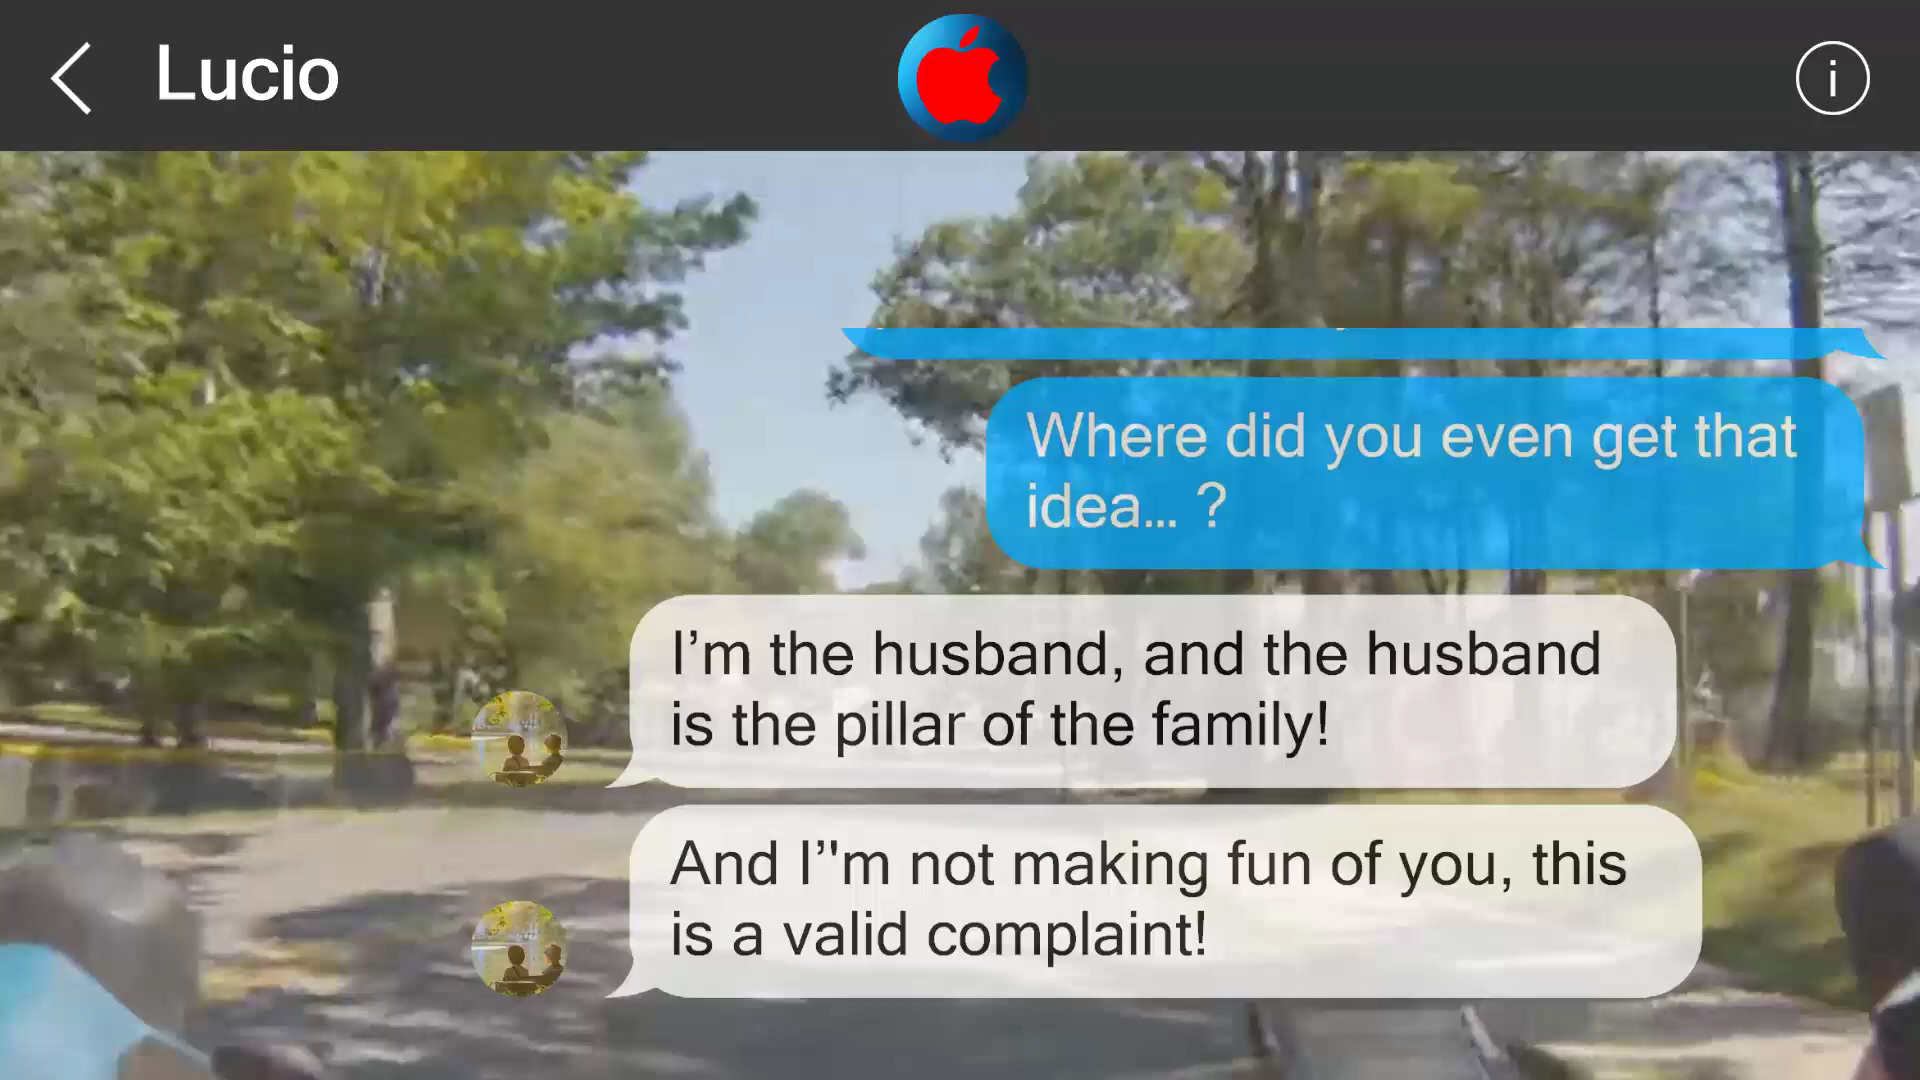 Lucio
i
Where did you even get that
idea... ?
I’m the husband, and the husband
is the pillar of the family!
And I”'m not making fun of you, this
is a valid complaint!